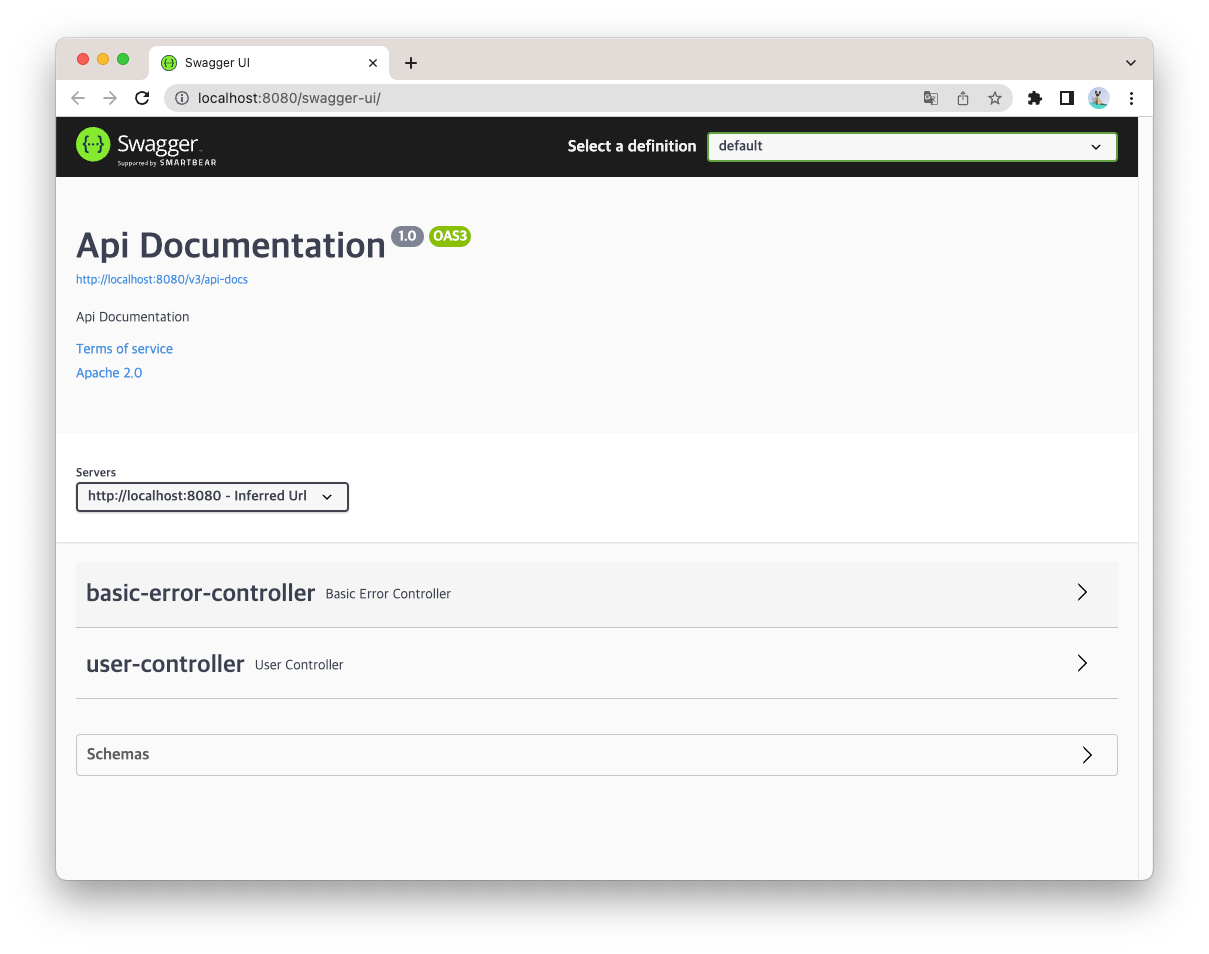 Swagger UI
localhost:8080/swagger-ui/
Swagger
Supported by SMARTBEAR
Select a definition
default
Api Documentation 1.0 OAS3
http://localhost:8080/v3/api-docs
Api Documentation
Terms of service
Apache 2.0
Servers
http://localhost:8080 - Inferred Url
basic-error-controller Basic Error Controller
user-controller User Controller
Schemas